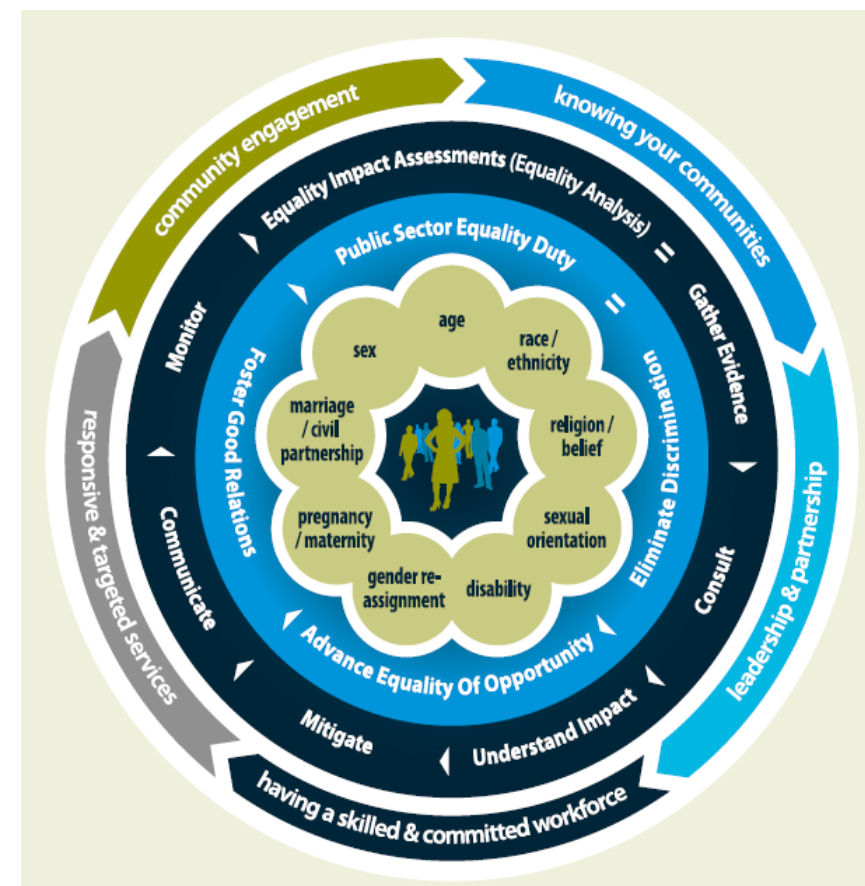 community engagement
knowing your communities
leadership & partnership
having a skilled & committed workforce
responsive & targeted services
Equality Impact Assessments (Equality Analysis) =
Gather Evidence
Consult
Understand Impact
Mitigate
Communicate
Monitor
Public Sector Equality Duty =
Eliminate Discrimination
Advance Equality Of Opportunity
Foster Good Relations
age
race /
ethnicity
religion /
belief
sexual
orientation
disability
gender re-
assignment
pregnancy
/ maternity
marriage
/ civil
partnership
sex